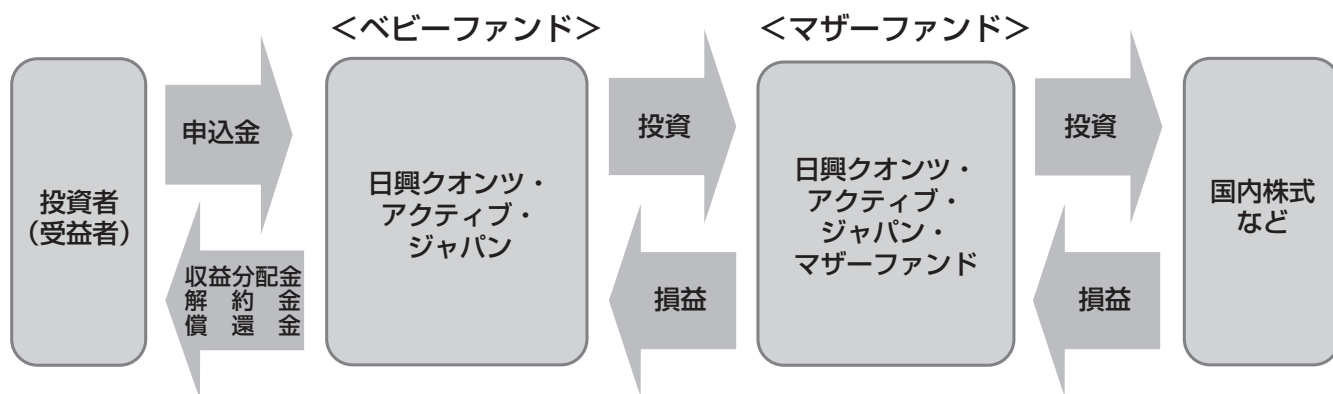 <ベビーファンド>
<マザーファンド>
投資者
(受益者)
申込金
収益分配金
解約金
償還金
日興クオンツ・
アクティブ・
ジャパン
投資
損益
日興クオンツ・
アクティブ・
ジャパン・
マザーファンド
投資
損益
国内株式
など